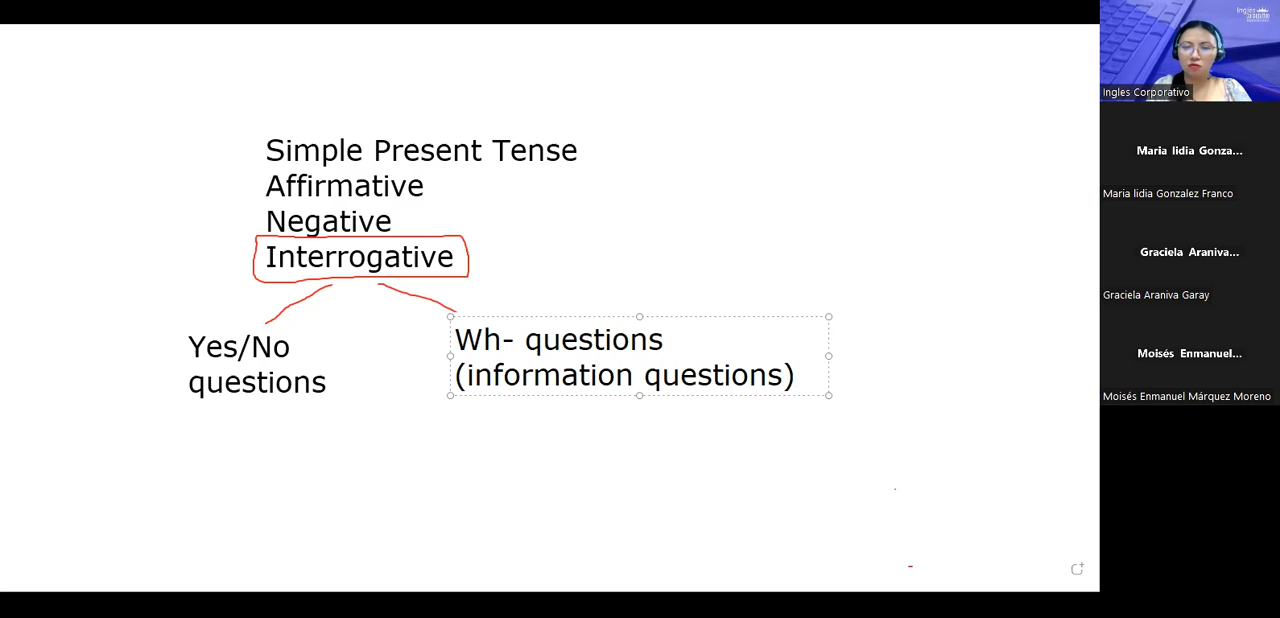 Simple Present Tense
Affirmative
Negative
Interrogative
Yes/No
questions
Wh- questions
(information questions)
Ingles
Ingles Corporativo
Maria lidia Gonza...
Maria lidia Gonzalez Franco
Graciela Araniva...
Graciela Araniva Garay
Moisés Enmanuel...
Moisés Enmanuel Márquez Moreno